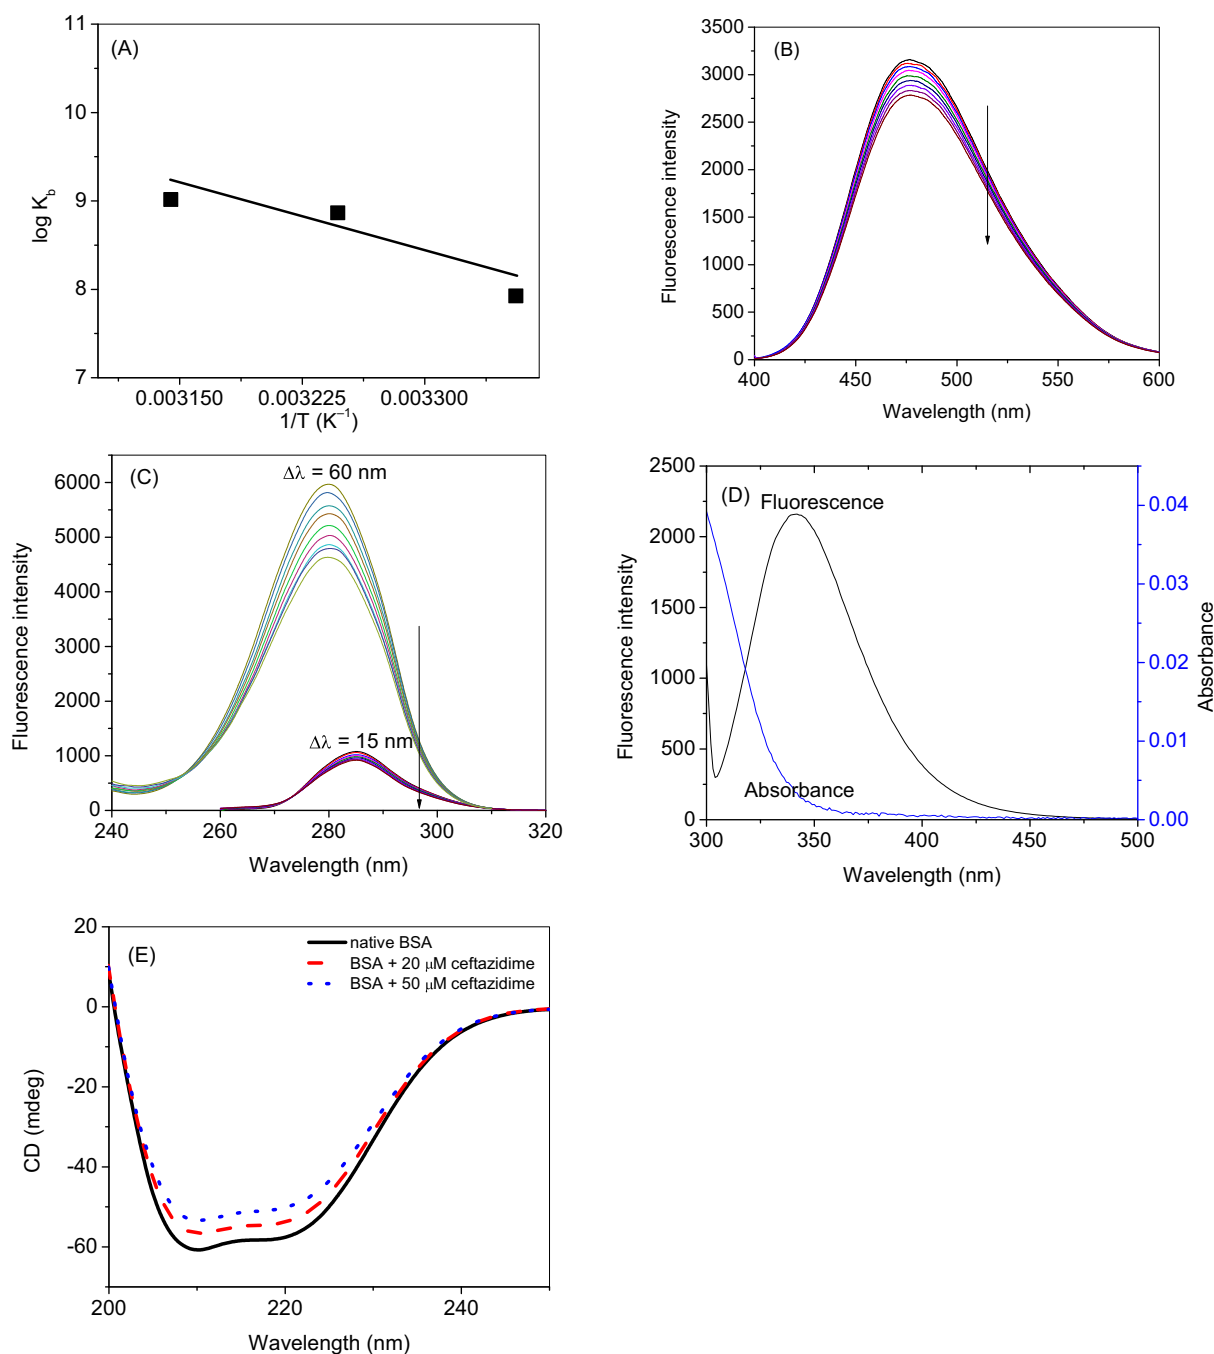 (A)
11
10
9
8
7
log K_b
0.003150 0.003225 0.003300
1/T (K⁻¹)
(B)
3500
3000
2500
2000
1500
1000
500
0
Fluorescence intensity
400 450 500 550 600
Wavelength (nm)
(C)
Δλ = 60 nm
Δλ = 15 nm
6000
5000
4000
3000
2000
1000
0
Fluorescence intensity
240 260 280 300 320
Wavelength (nm)
(D)
Fluorescence
Absorbance
2500
2000
1500
1000
500
0
Fluorescence intensity
0.04
0.03
0.02
0.01
0.00
Absorbance
300 350 400 450 500
Wavelength (nm)
(E)
native BSA
BSA + 20 μM ceftazidime
BSA + 50 μM ceftazidime
20
0
-20
-40
-60
CD (mdeg)
200 220 240
Wavelength (nm)